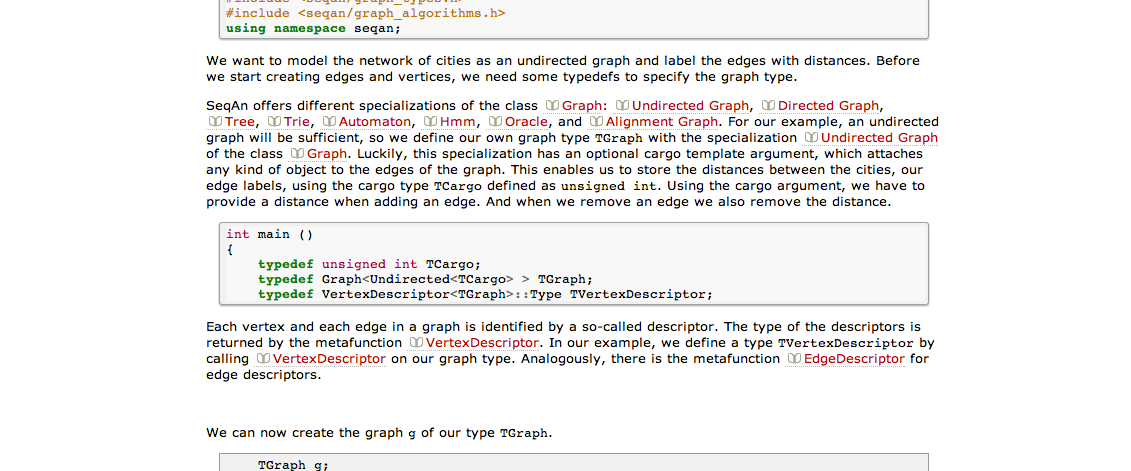 #include <seqan/graph_types.h>
#include <seqan/graph_algorithms.h>
using namespace seqan;
We want to model the network of cities as an undirected graph and label the edges with distances. Before
we start creating edges and vertices, we need some typedefs to specify the graph type.
SeqAn offers different specializations of the class Graph: Undirected Graph, Directed Graph,
Tree, Trie, Automaton, Hmm, Oracle, and Alignment Graph. For our example, an undirected
graph will be sufficient, so we define our own graph type TGraph with the specialization Undirected Graph
of the class Graph. Luckily, this specialization has an optional cargo template argument, which attaches
any kind of object to the edges of the graph. This enables us to store the distances between the cities, our
edge labels, using the cargo type TCargo defined as unsigned int. Using the cargo argument, we have to
provide a distance when adding an edge. And when we remove an edge we also remove the distance.
int main ()
{
typedef unsigned int TCargo;
typedef Graph<Undirected<TCargo> > TGraph;
typedef VertexDescriptor<TGraph>::Type TVertexDescriptor;
Each vertex and each edge in a graph is identified by a so-called descriptor. The type of the descriptors is
returned by the metafunction VertexDescriptor. In our example, we define a type TVertexDescriptor by
calling VertexDescriptor on our graph type. Analogously, there is the metafunction EdgeDescriptor for
edge descriptors.
We can now create the graph g of our type TGraph.
TGraph g;